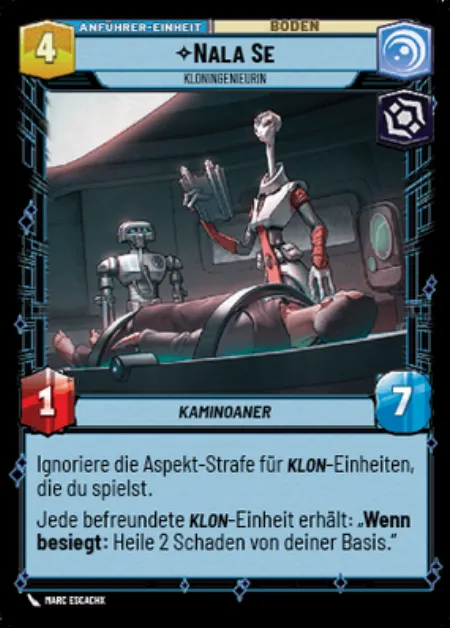 4
ANFÜHRER-EINHEIT
BODEN
NALA SE
KLONINGENIEURIN
1
KAMINOANER
7
Ignoriere die Aspekt-Strafe für KLON-Einheiten,
die du spielst.
Jede befreundete KLON-Einheit erhält: „Wenn
besiegt: Heile 2 Schaden von deiner Basis.“
MARC ESCACHX